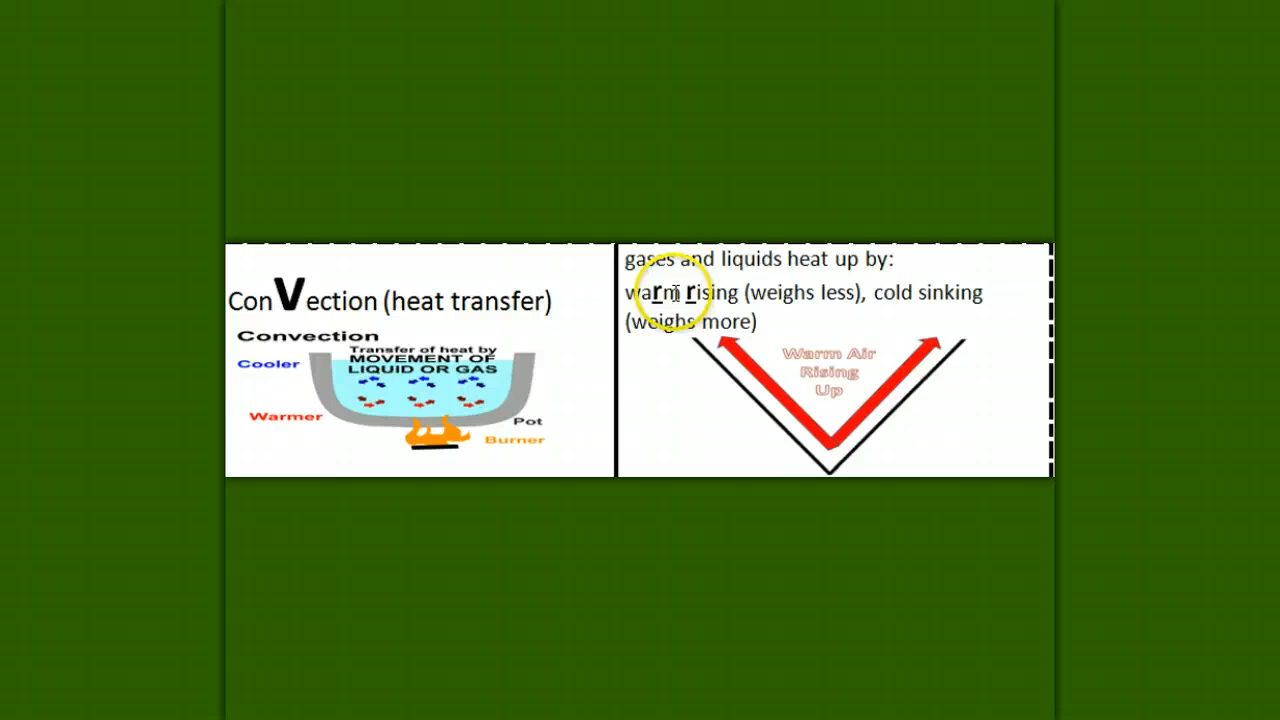 ConVection (heat transfer)
Convection
Transfer of heat by
MOVEMENT OF
LIQUID OR GAS
Cooler
Warmer
Pot
Burner
gases and liquids heat up by:
warm rising (weighs less), cold sinking
(weighs more)
Warm Air
Rising
Up